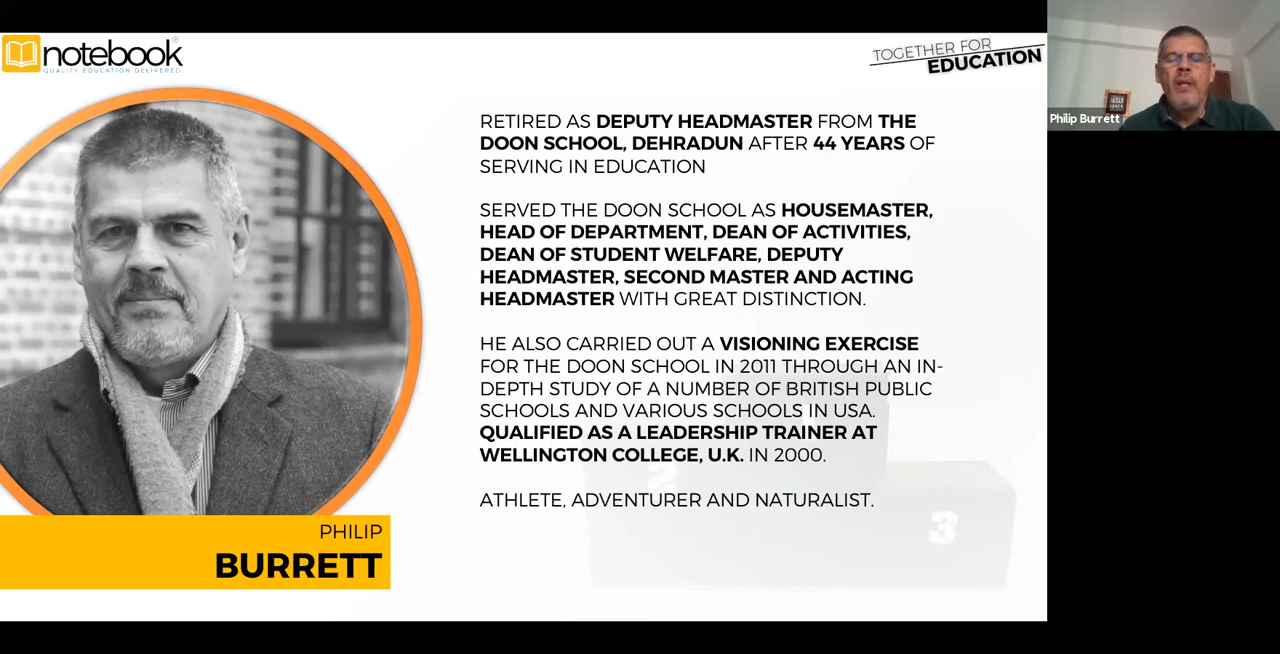 notebook
QUALITY EDUCATION DELIVERED
TOGETHER FOR
EDUCATION
Philip Burrett
RETIRED AS DEPUTY HEADMASTER FROM THE
DOON SCHOOL, DEHRADUN AFTER 44 YEARS OF
SERVING IN EDUCATION
SERVED THE DOON SCHOOL AS HOUSEMASTER,
HEAD OF DEPARTMENT, DEAN OF ACTIVITIES,
DEAN OF STUDENT WELFARE, DEPUTY
HEADMASTER, SECOND MASTER AND ACTING
HEADMASTER WITH GREAT DISTINCTION.
HE ALSO CARRIED OUT A VISIONING EXERCISE
FOR THE DOON SCHOOL IN 2011 THROUGH AN IN-
DEPTH STUDY OF A NUMBER OF BRITISH PUBLIC
SCHOOLS AND VARIOUS SCHOOLS IN USA.
QUALIFIED AS A LEADERSHIP TRAINER AT
WELLINGTON COLLEGE, U.K. IN 2000.
2
ATHLETE, ADVENTURER AND NATURALIST.
3
PHILIP
BURRETT